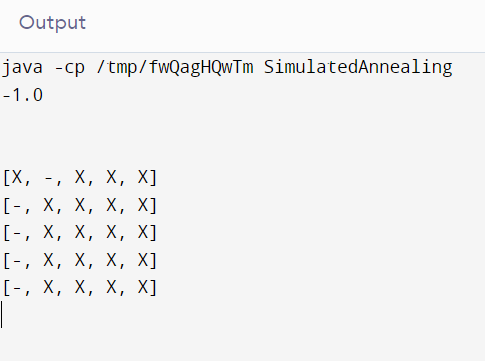 Output
java -cp /tmp/fwQagHQwTm SimulatedAnnealing
-1.0
[X, -, X, X, X]
[-, X, X, X, X]
[-, X, X, X, X]
[-, X, X, X, X]
[-, X, X, X, X]